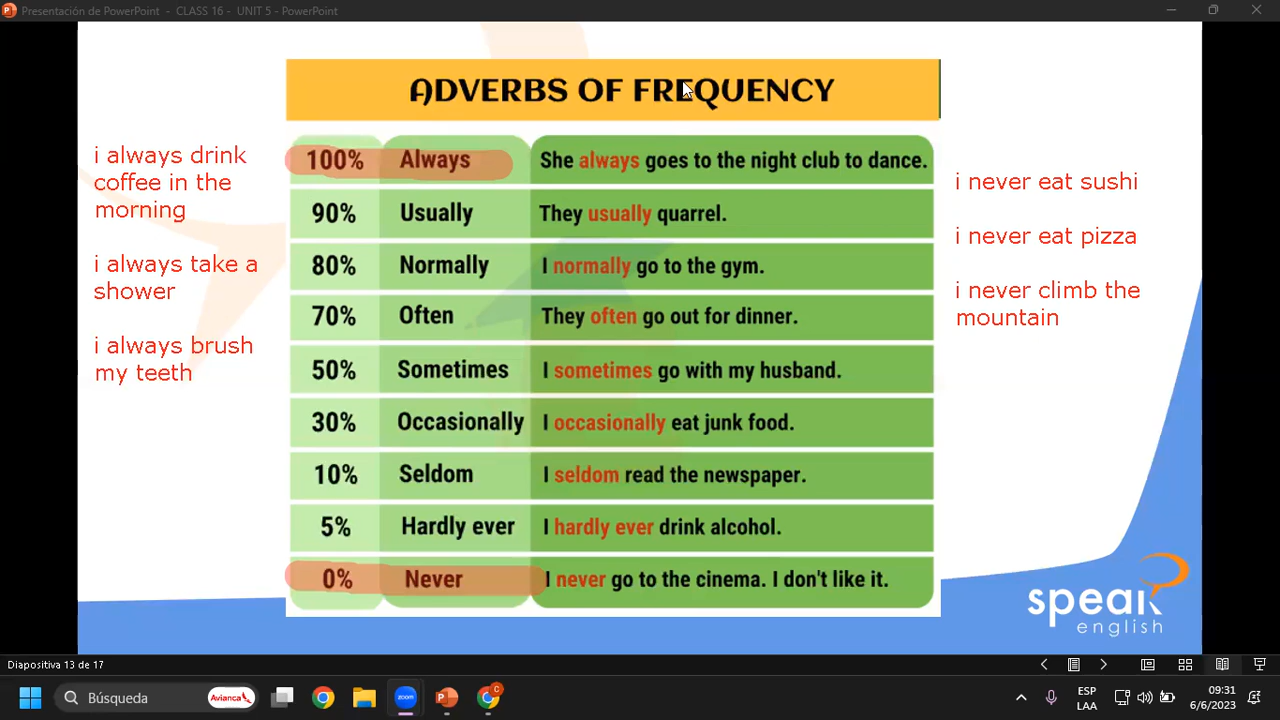 Presentación de PowerPoint - CLASS 16 - UNIT 5 - PowerPoint
ADVERBS OF FREQUENCY
i always drink
coffee in the
morning
i always take a
shower
i always brush
my teeth
100% Always She always goes to the night club to dance.
90% Usually They usually quarrel.
80% Normally I normally go to the gym.
70% Often They often go out for dinner.
50% Sometimes I sometimes go with my husband.
30% Occasionally I occasionally eat junk food.
10% Seldom I seldom read the newspaper.
5% Hardly ever I hardly ever drink alcohol.
0% Never I never go to the cinema. I don't like it.
i never eat sushi
i never eat pizza
i never climb the
mountain
speak
english
Diapositiva 13 de 17
Búsqueda
Avianca
zoom
C
ESP
LAA
09:31
6/6/2023